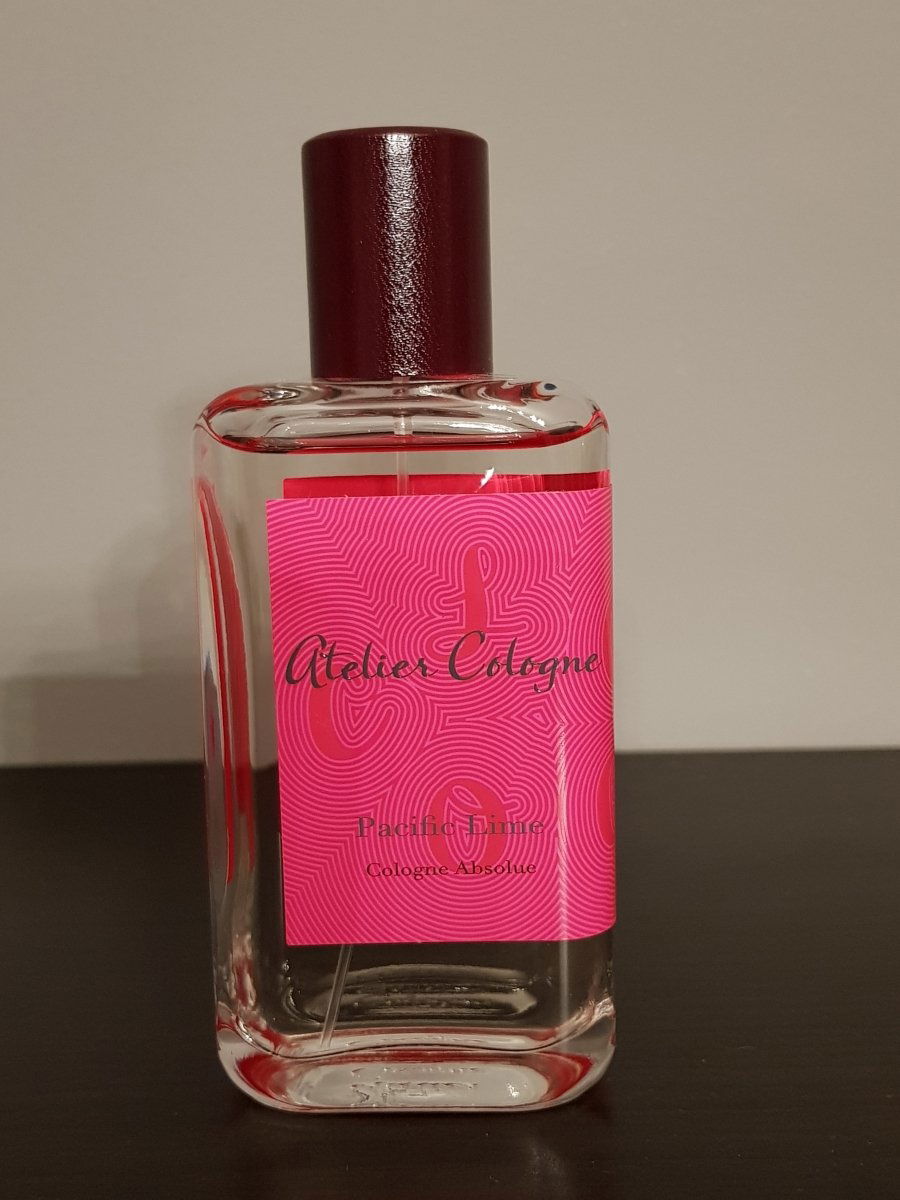 Atelier Cologne
Pacific Lime
Cologne Absolue